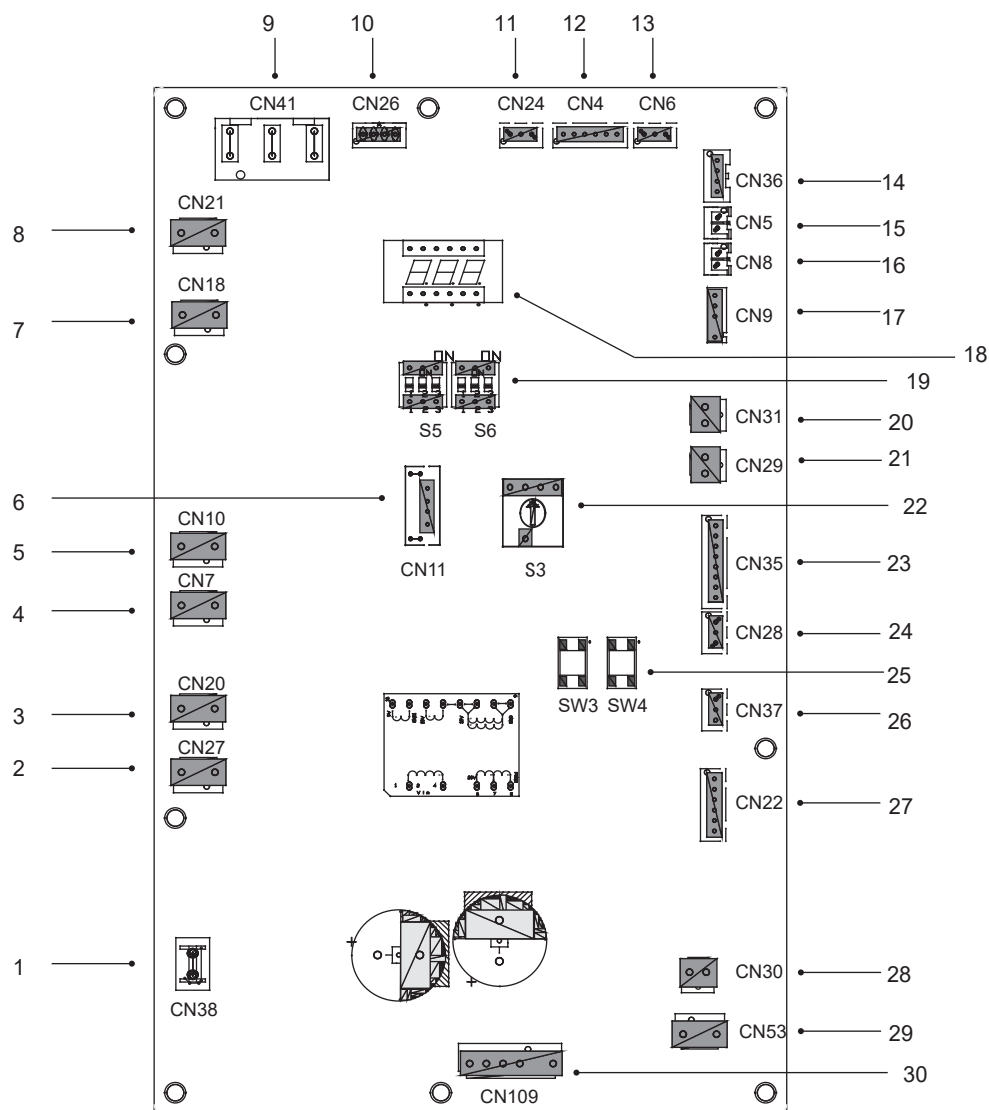 9 10 11 12 13
CN41 CN26 CN24 CN4 CN6
CN36 14
CN21 CN5 15
8 CN8 16
CN18 CN9 17
7
18
ON ON
19
1 2 3 1 2 3
S5 S6
CN31 20
CN29 21
6 22
CN10
5 CN11 S3 CN35 23
CN7
4 CN28 24
25
CN20 SW3 SW4
3 CN37 26
CN27
2 CN22 27
1 CN30 28
CN38
CN53 29
30
CN109